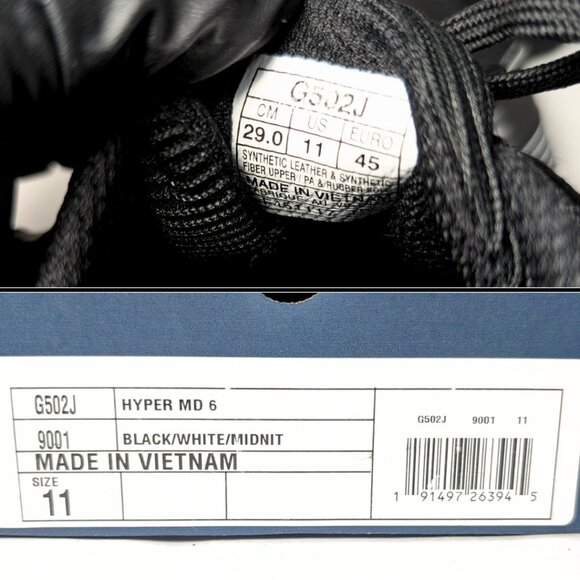 G502J
CM US EURO
29.0 11 45
SYNTHETIC LEATHER & SYNTHETIC
FIBER UPPER / PA & RUBBER
MADE IN VIETNAM
G502J HYPER MD 6
9001 BLACK/WHITE/MIDNIT
MADE IN VIETNAM
SIZE
11
G502J 9001 11
1 91497 26394 5